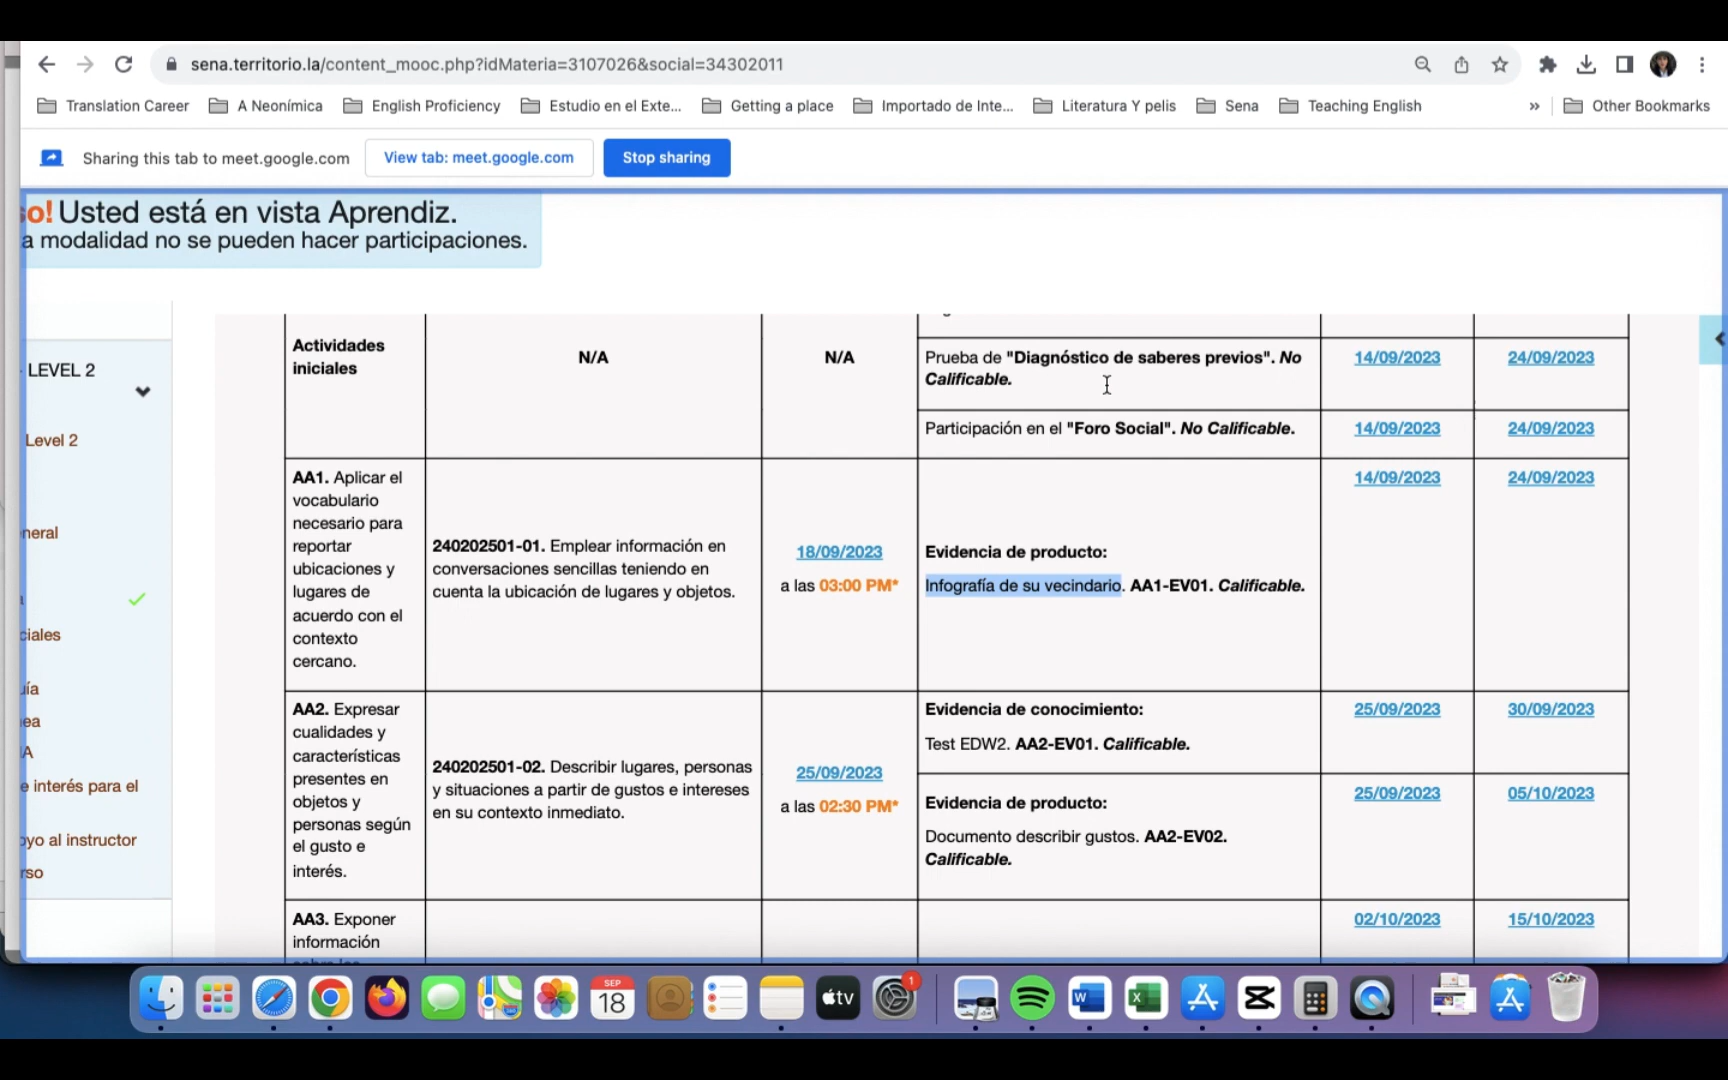 sena.territorio.la/content_mooc.php?idMateria=3107026&social=34302011
Translation Career
A Neonímica
English Proficiency
Estudio en el Exte...
Getting a place
Importado de Inte...
Literatura Y pelis
Sena
Teaching English
»
Other Bookmarks
Sharing this tab to meet.google.com
View tab: meet.google.com
Stop sharing
so! Usted está en vista Aprendiz.
a modalidad no se pueden hacer participaciones.
- LEVEL 2
Level 2
neral
ciales
uía
ea
IA
e interés para el
oyo al instructor
rso
Actividades
iniciales
N/A
N/A
Prueba de "Diagnóstico de saberes previos". No
Calificable.
14/09/2023
24/09/2023
Participación en el "Foro Social". No Calificable.
14/09/2023
24/09/2023
AA1. Aplicar el
vocabulario
necesario para
reportar
ubicaciones y
lugares de
acuerdo con el
contexto
cercano.
240202501-01. Emplear información en
conversaciones sencillas teniendo en
cuenta la ubicación de lugares y objetos.
18/09/2023
a las 03:00 PM*
Evidencia de producto:
Infografía de su vecindario. AA1-EV01. Calificable.
14/09/2023
24/09/2023
AA2. Expresar
cualidades y
características
presentes en
objetos y
personas según
el gusto e
interés.
240202501-02. Describir lugares, personas
y situaciones a partir de gustos e intereses
en su contexto inmediato.
25/09/2023
a las 02:30 PM*
Evidencia de conocimiento:
Test EDW2. AA2-EV01. Calificable.
25/09/2023
30/09/2023
Evidencia de producto:
Documento describir gustos. AA2-EV02.
Calificable.
25/09/2023
05/10/2023
AA3. Exponer
información
02/10/2023
15/10/2023
SEP
18
tv
1
W
X